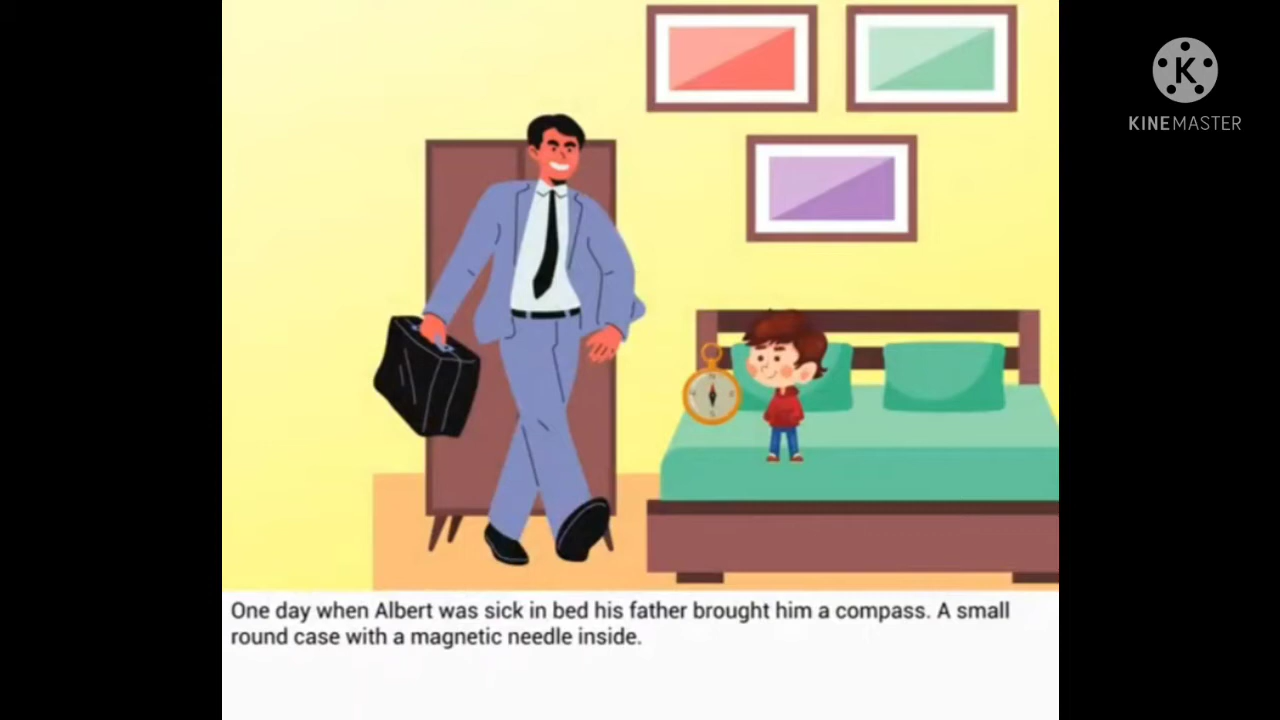 KINEMASTER
One day when Albert was sick in bed his father brought him a compass. A small
round case with a magnetic needle inside.